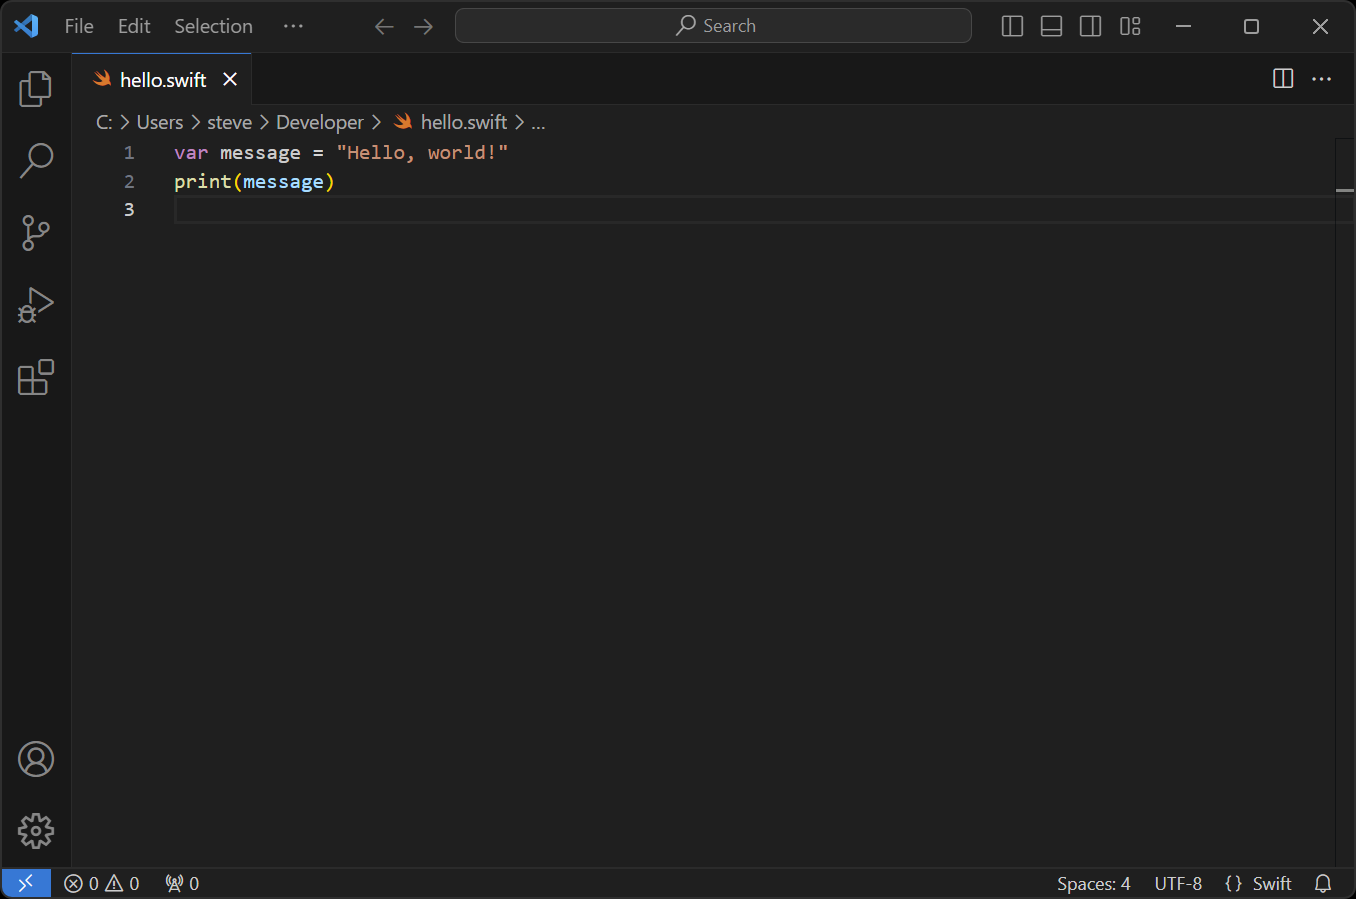 File Edit Selection ··· Search
hello.swift
C: > Users > steve > Developer > hello.swift > ...
1 var message = "Hello, world!"
2 print(message)
3
0 0 0 Spaces: 4 UTF-8 {} Swift